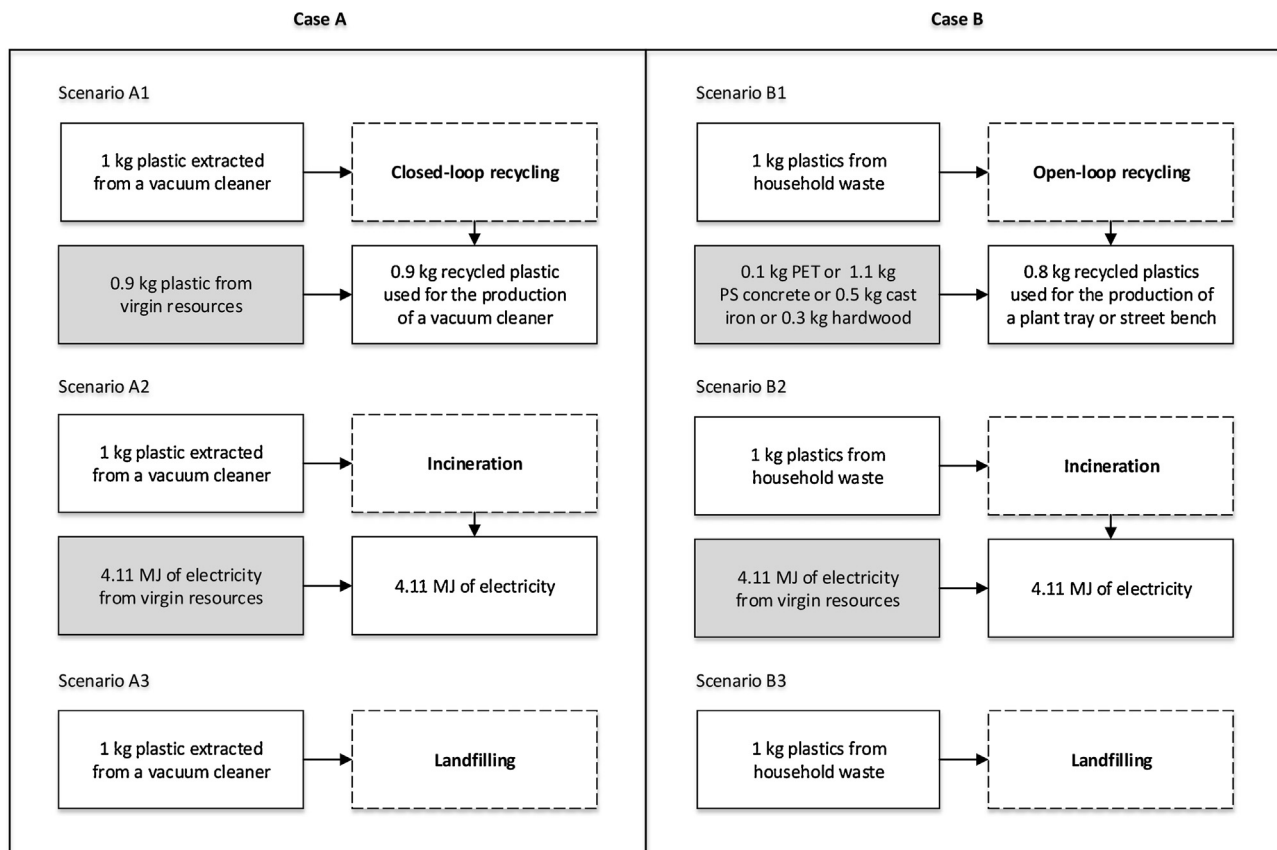 Case A
Case B
Scenario A1
1 kg plastic extracted
from a vacuum cleaner
Closed-loop recycling
0.9 kg plastic from
virgin resources
0.9 kg recycled plastic
used for the production
of a vacuum cleaner
Scenario A2
1 kg plastic extracted
from a vacuum cleaner
Incineration
4.11 MJ of electricity
from virgin resources
4.11 MJ of electricity
Scenario A3
1 kg plastic extracted
from a vacuum cleaner
Landfilling
Scenario B1
1 kg plastics from
household waste
Open-loop recycling
0.1 kg PET or  1.1 kg
PS concrete or 0.5 kg cast
iron or 0.3 kg hardwood
0.8 kg recycled plastics
used for the production of
a plant tray or street bench
Scenario B2
1 kg plastics from
household waste
Incineration
4.11 MJ of electricity
from virgin resources
4.11 MJ of electricity
Scenario B3
1 kg plastics from
household waste
Landfilling